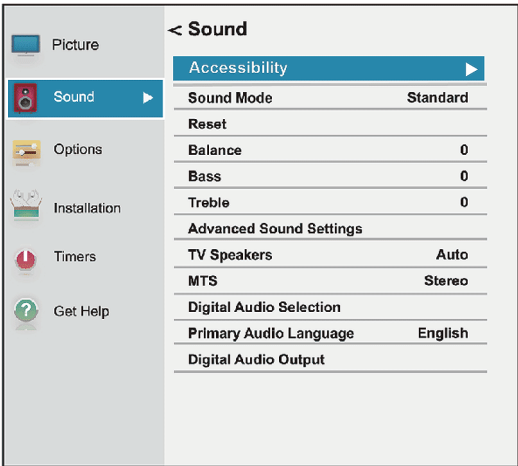 Picture
Sound
Options
Installation
Timers
Get Help
< Sound
Accessibility
Sound Mode Standard
Reset
Balance 0
Bass 0
Treble 0
Advanced Sound Settings
TV Speakers Auto
MTS Stereo
Digital Audio Selection
Primary Audio Language English
Digital Audio Output